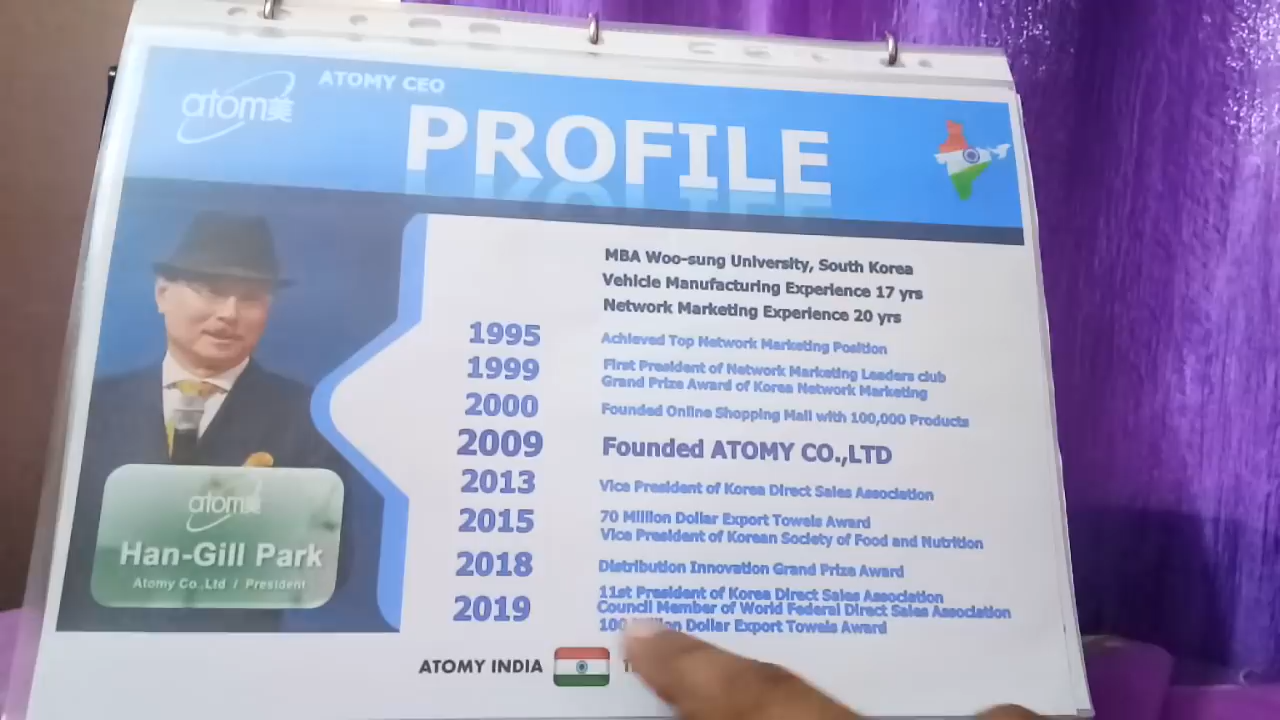 atom美
ATOMY CEO
PROFILE
MBA Woo-sung University, South Korea
Vehicle Manufacturing Experience 17 yrs
Network Marketing Experience 20 yrs
1995 Achieved Top Network Marketing Position
1999 First President of Network Marketing Leaders club
Grand Prize Award of Korea Network Marketing
2000 Founded Online Shopping Mall with 100,000 Products
2009 Founded ATOMY CO.,LTD
2013 Vice President of Korea Direct Sales Association
2015 70 Million Dollar Export Towels Award
Vice President of Korean Society of Food and Nutrition
2018 Distribution Innovation Grand Prize Award
2019 11st President of Korea Direct Sales Association
Council Member of World Federal Direct Sales Association
100 Dollar Export Towels Award
atom美
Han-Gill Park
Atomy Co.,Ltd / President
ATOMY INDIA